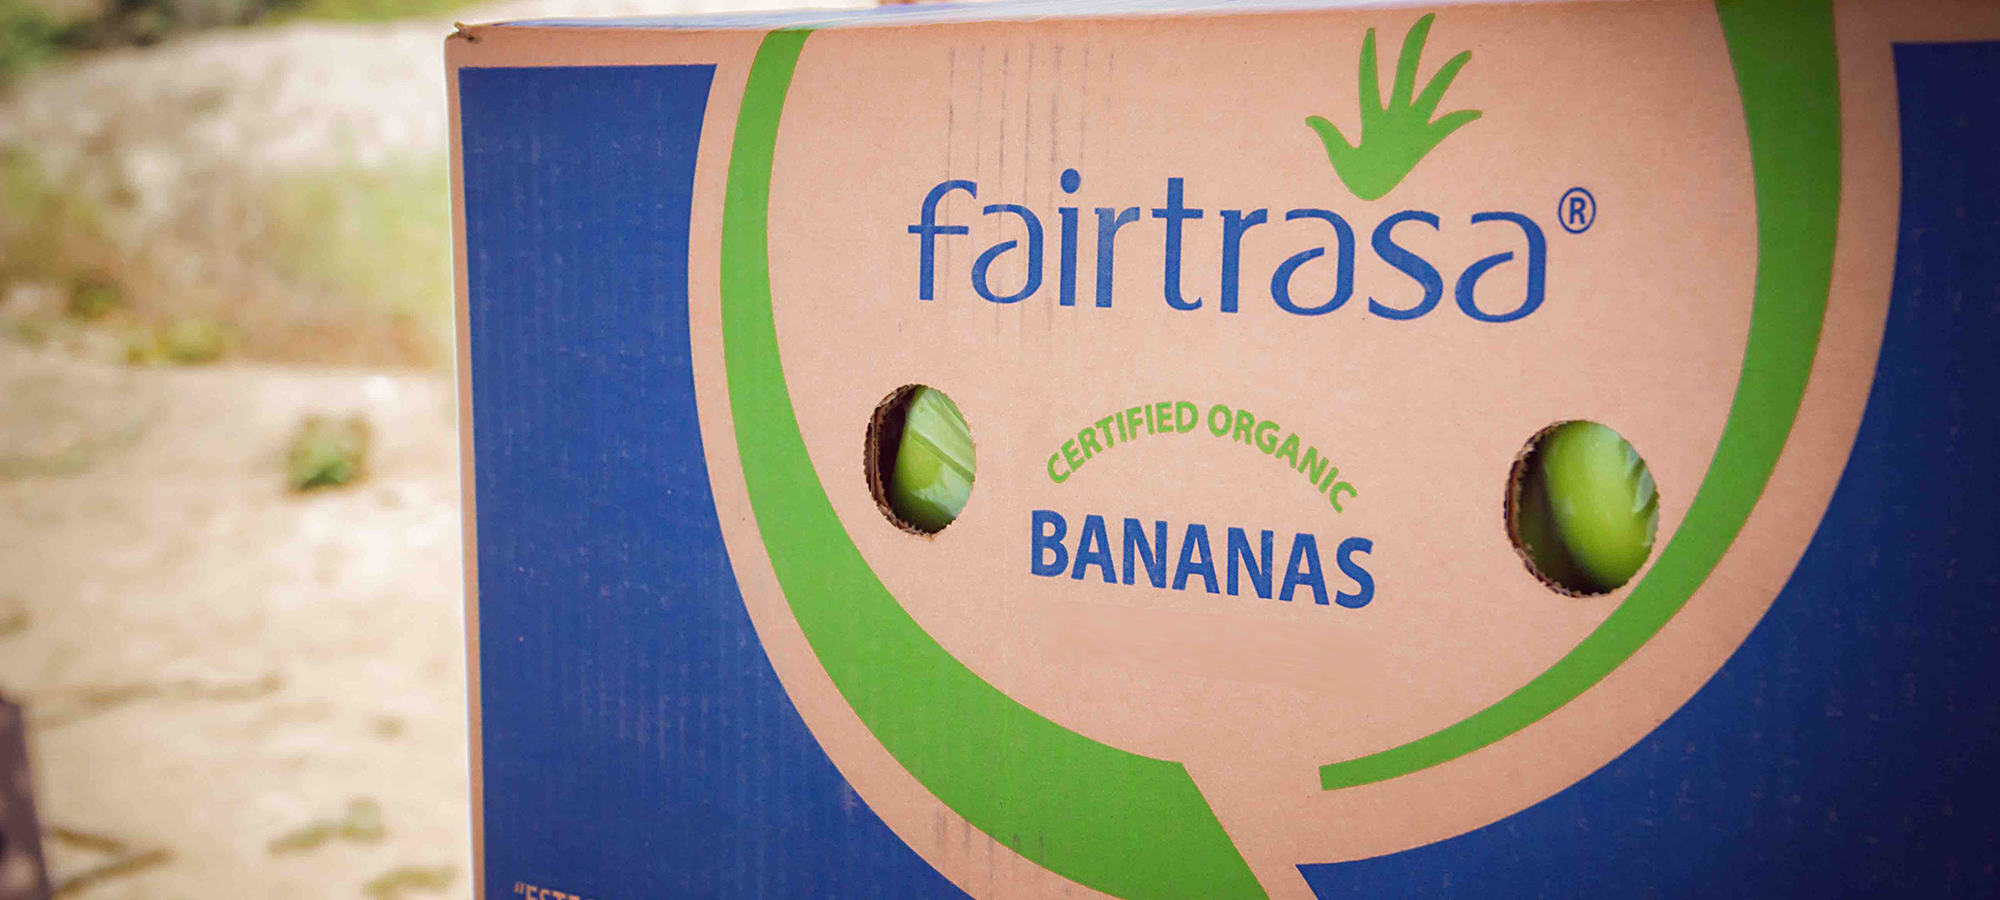 fairtrasa®
CERTIFIED ORGANIC
BANANAS